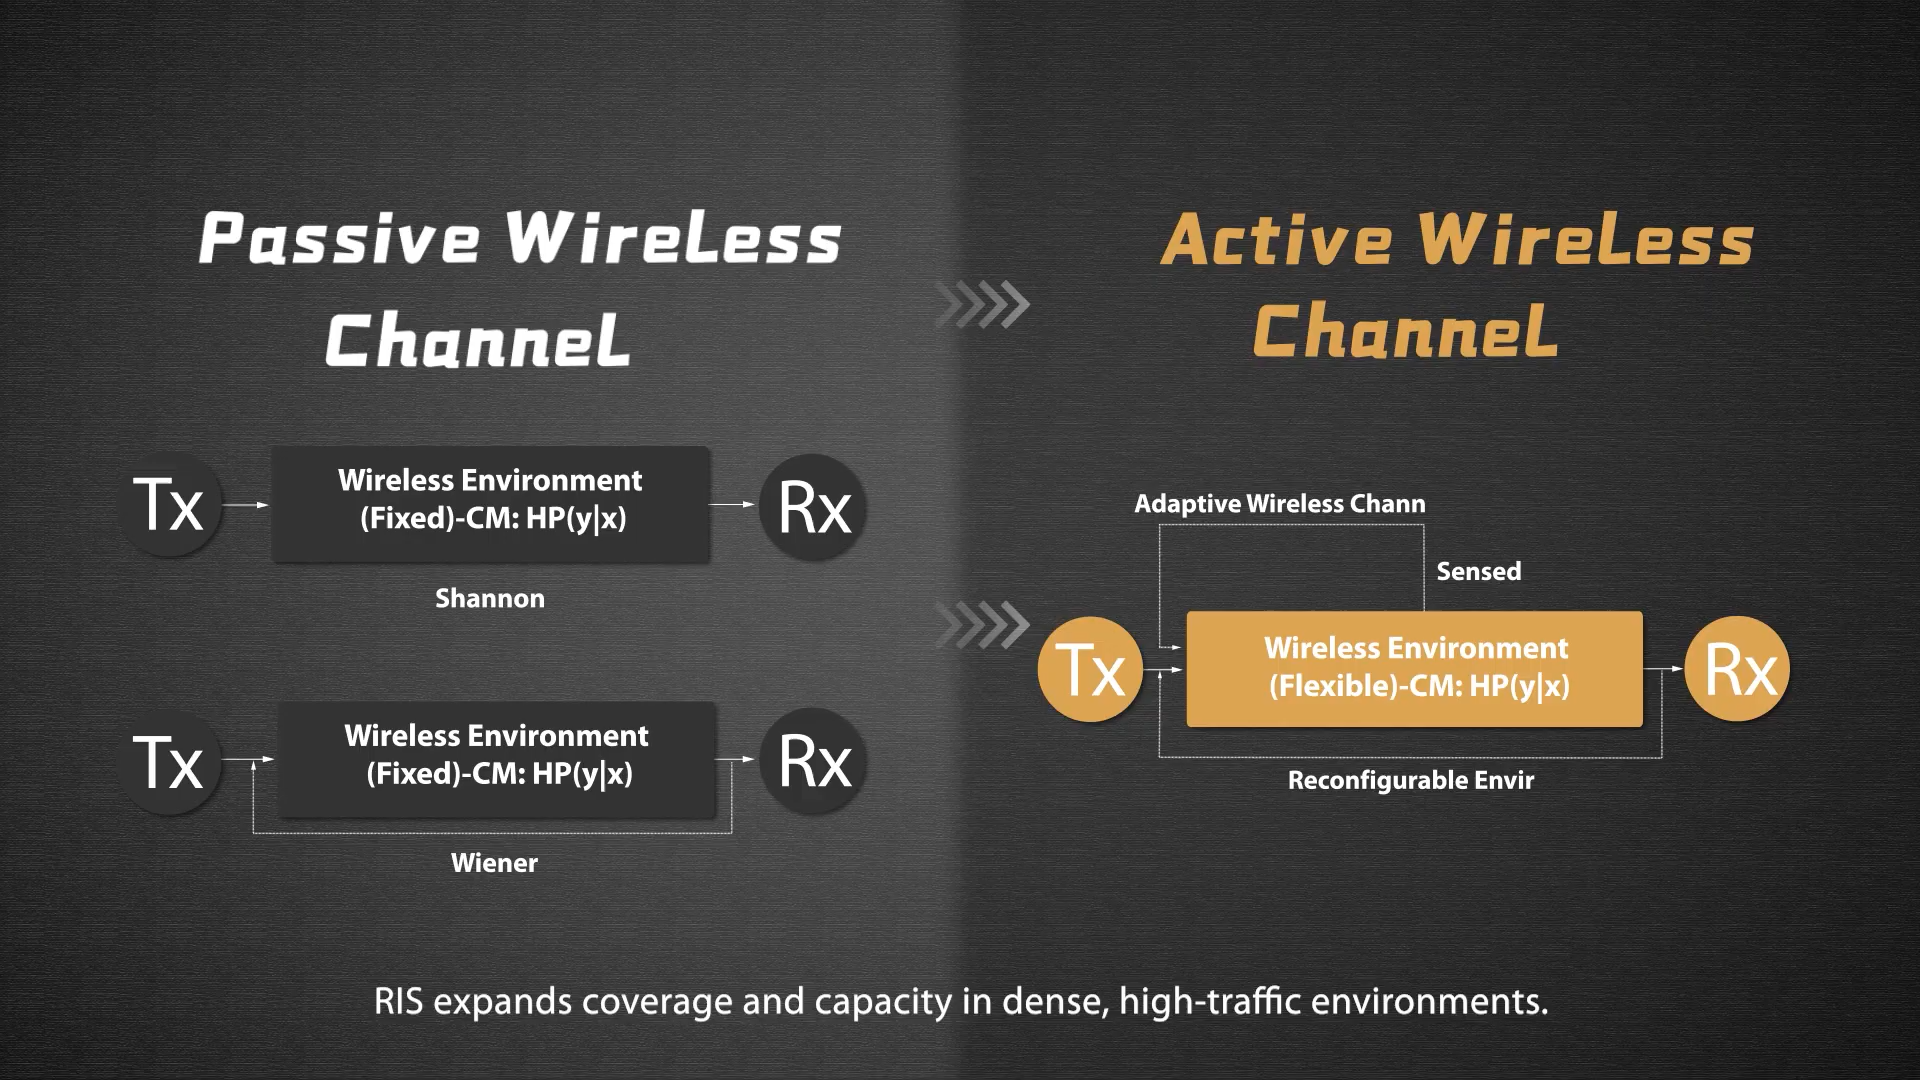 Passive Wireless
Channel
Tx
Wireless Environment
(Fixed)-CM: HP(y|x)
Rx
Shannon
Tx
Wireless Environment
(Fixed)-CM: HP(y|x)
Rx
Wiener
Active Wireless
Channel
Adaptive Wireless Chann
Sensed
Tx
Wireless Environment
(Flexible)-CM: HP(y|x)
Rx
Reconfigurable Envir
RIS expands coverage and capacity in dense, high-traffic environments.